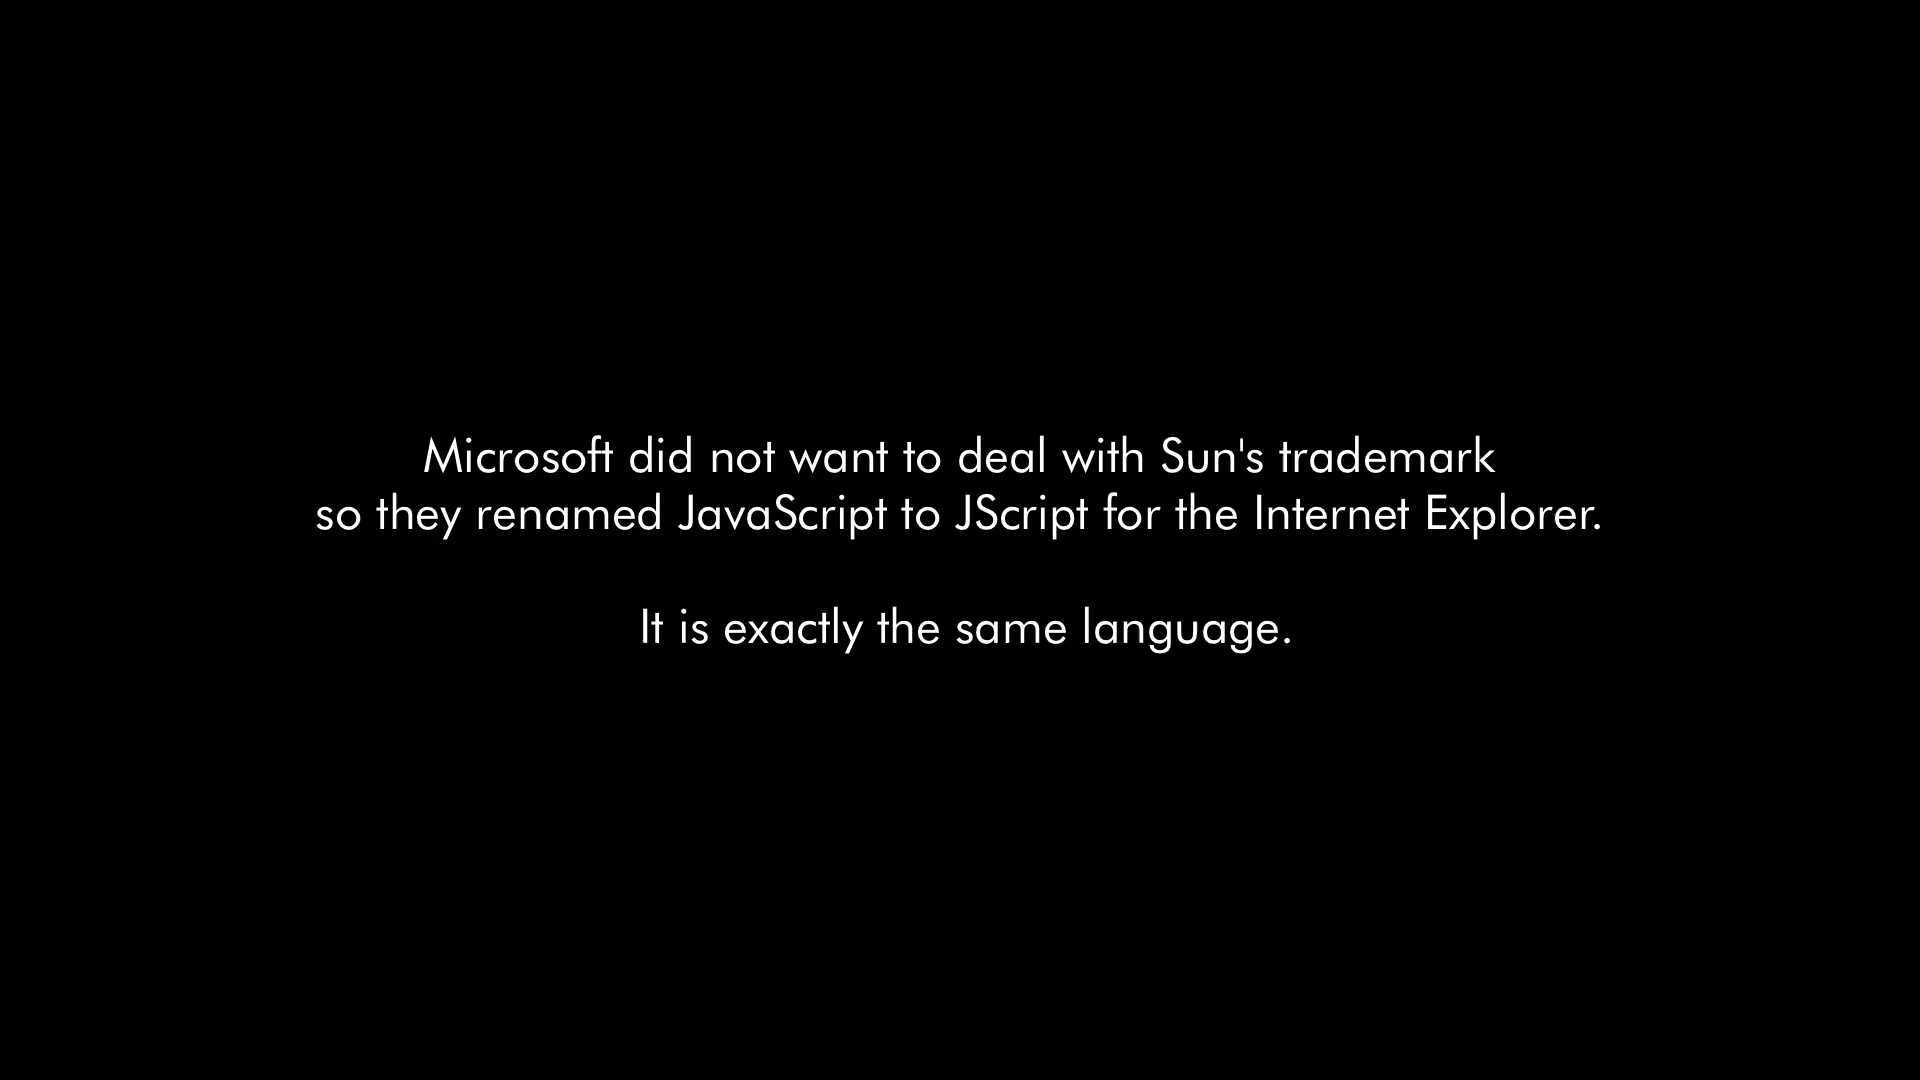 Microsoft did not want to deal with Sun's trademark
so they renamed JavaScript to JScript for the Internet Explorer.
It is exactly the same language.